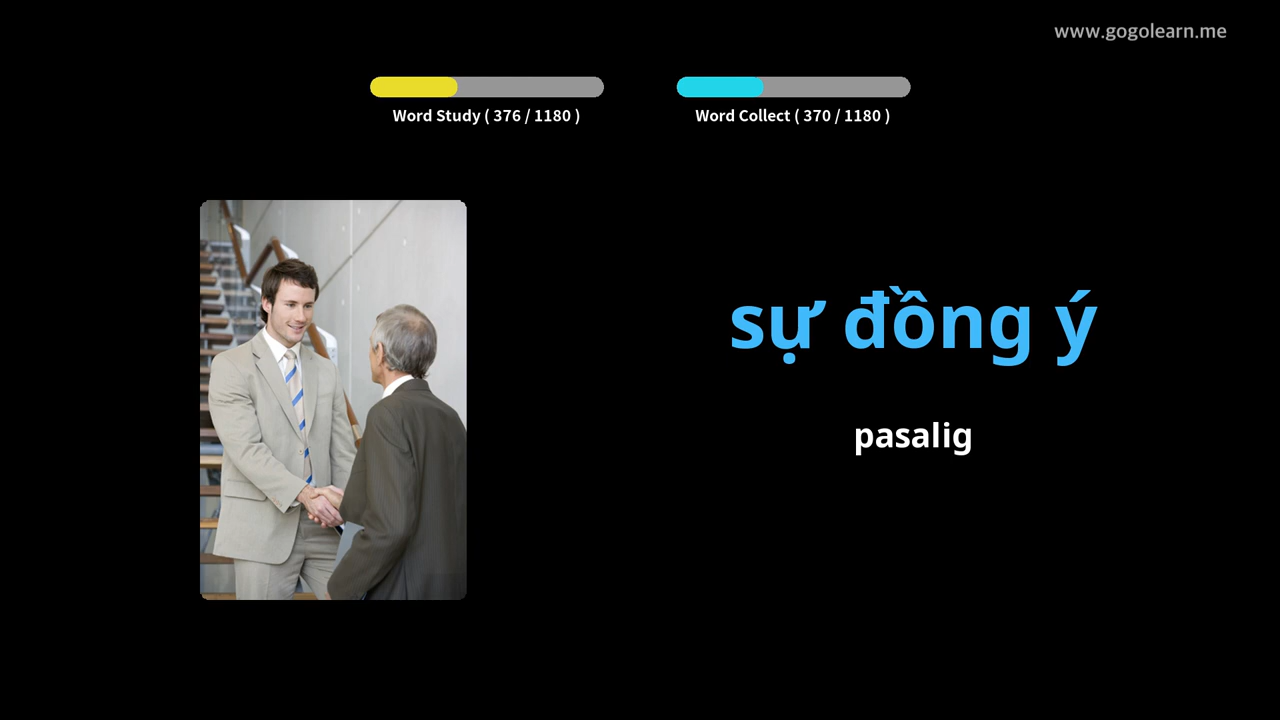 www.gogolearn.me
Word Study ( 376 / 1180 )
Word Collect ( 370 / 1180 )
sự đồng ý
pasalig